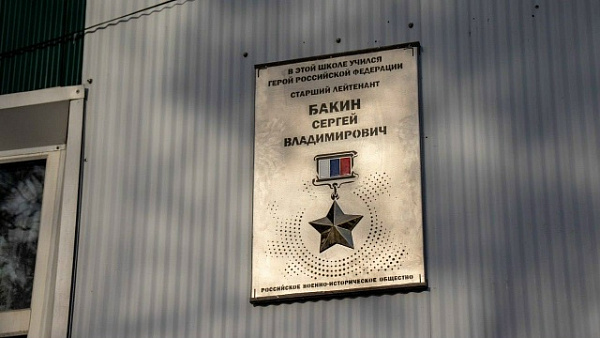 В ЭТОЙ ШКОЛЕ УЧИЛСЯ
ГЕРОЙ РОССИЙСКОЙ ФЕДЕРАЦИИ
СТАРШИЙ ЛЕЙТЕНАНТ
БАКИН
СЕРГЕЙ
ВЛАДИМИРОВИЧ
РОССИЙСКОЕ ВОЕННО-ИСТОРИЧЕСКОЕ ОБЩЕСТВО